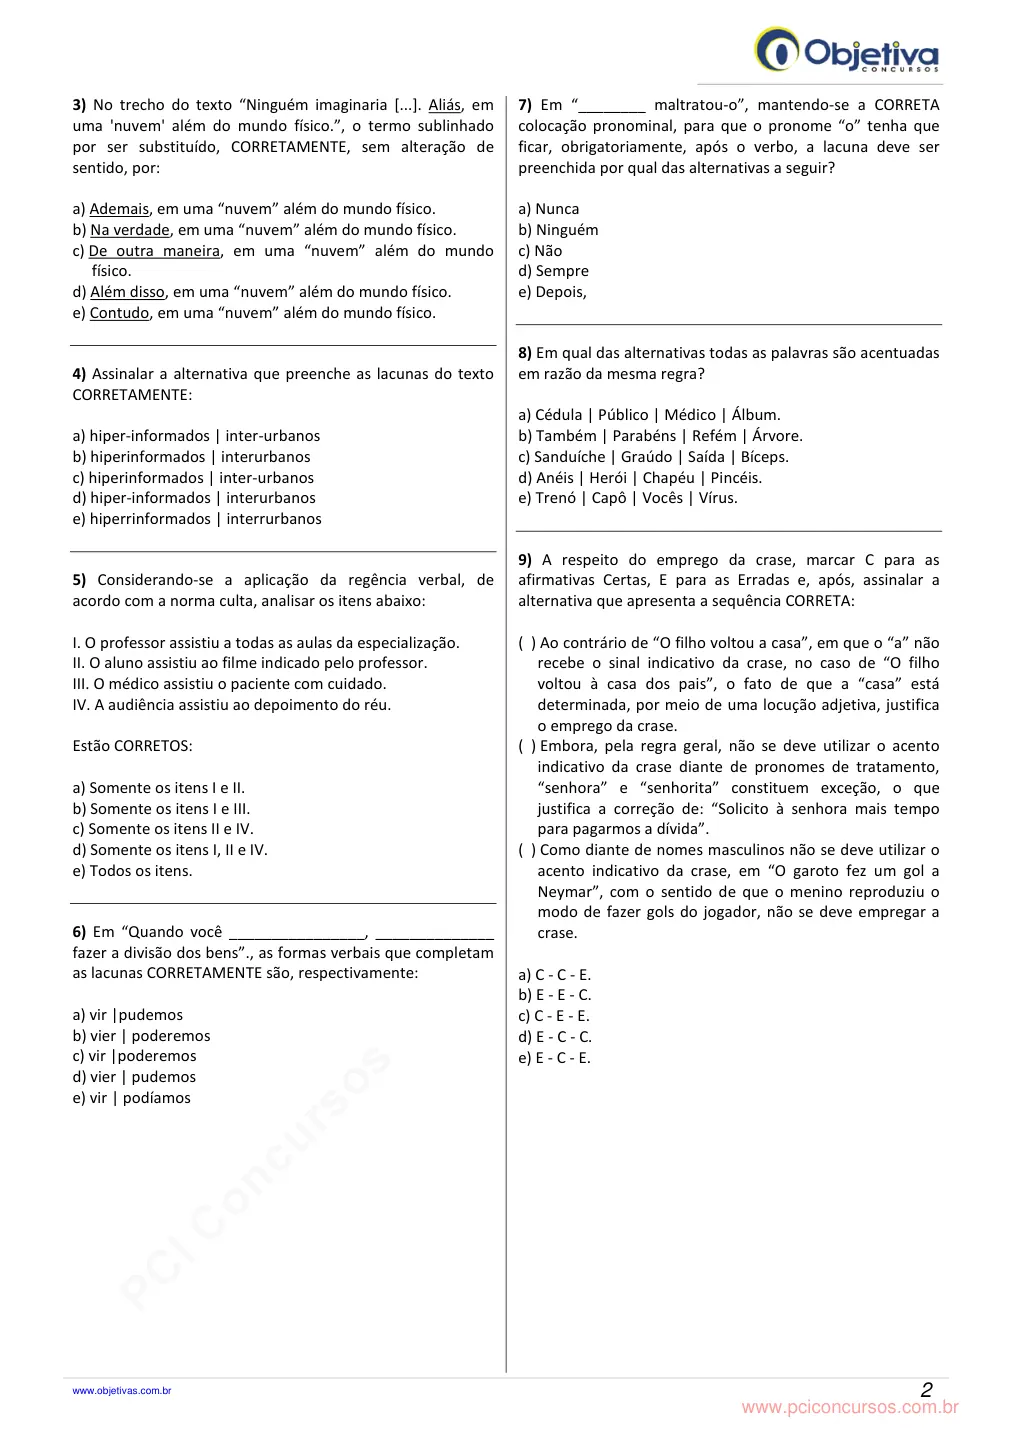 Objetiva
CONCURSOS
3) No trecho do texto “Ninguém imaginaria [...]. Aliás, em
uma 'nuvem' além do mundo físico.”, o termo sublinhado
por ser substituído, CORRETAMENTE, sem alteração de
sentido, por:
a) Ademais, em uma “nuvem” além do mundo físico.
b) Na verdade, em uma “nuvem” além do mundo físico.
c) De outra maneira, em uma “nuvem” além do mundo
físico.
d) Além disso, em uma “nuvem” além do mundo físico.
e) Contudo, em uma “nuvem” além do mundo físico.
4) Assinalar a alternativa que preenche as lacunas do texto
CORRETAMENTE:
a) hiper-informados | inter-urbanos
b) hiperinformados | interurbanos
c) hiperinformados | inter-urbanos
d) hiper-informados | interurbanos
e) hiperrinformados | interrurbanos
5) Considerando-se a aplicação da regência verbal, de
acordo com a norma culta, analisar os itens abaixo:
I. O professor assistiu a todas as aulas da especialização.
II. O aluno assistiu ao filme indicado pelo professor.
III. O médico assistiu o paciente com cuidado.
IV. A audiência assistiu ao depoimento do réu.
Estão CORRETOS:
a) Somente os itens I e II.
b) Somente os itens I e III.
c) Somente os itens II e IV.
d) Somente os itens I, II e IV.
e) Todos os itens.
6) Em “Quando você ________________, ______________
fazer a divisão dos bens”., as formas verbais que completam
as lacunas CORRETAMENTE são, respectivamente:
a) vir |pudemos
b) vier | poderemos
c) vir |poderemos
d) vier | pudemos
e) vir | podíamos
7) Em “________ maltratou-o”, mantendo-se a CORRETA
colocação pronominal, para que o pronome “o” tenha que
ficar, obrigatoriamente, após o verbo, a lacuna deve ser
preenchida por qual das alternativas a seguir?
a) Nunca
b) Ninguém
c) Não
d) Sempre
e) Depois,
8) Em qual das alternativas todas as palavras são acentuadas
em razão da mesma regra?
a) Cédula | Público | Médico | Álbum.
b) Também | Parabéns | Refém | Árvore.
c) Sanduíche | Graúdo | Saída | Bíceps.
d) Anéis | Herói | Chapéu | Pincéis.
e) Trenó | Capô | Vocês | Vírus.
9) A respeito do emprego da crase, marcar C para as
afirmativas Certas, E para as Erradas e, após, assinalar a
alternativa que apresenta a sequência CORRETA:
( ) Ao contrário de “O filho voltou a casa”, em que o “a” não
recebe o sinal indicativo da crase, no caso de “O filho
voltou à casa dos pais”, o fato de que a “casa” está
determinada, por meio de uma locução adjetiva, justifica
o emprego da crase.
( ) Embora, pela regra geral, não se deve utilizar o acento
indicativo da crase diante de pronomes de tratamento,
“senhora” e “senhorita” constituem exceção, o que
justifica a correção de: “Solicito à senhora mais tempo
para pagarmos a dívida”.
( ) Como diante de nomes masculinos não se deve utilizar o
acento indicativo da crase, em “O garoto fez um gol a
Neymar”, com o sentido de que o menino reproduziu o
modo de fazer gols do jogador, não se deve empregar a
crase.
a) C - C - E.
b) E - E - C.
c) C - E - E.
d) E - C - C.
e) E - C - E.
PCI Concursos
www.objetivas.com.br
2
www.pciconcursos.com.br